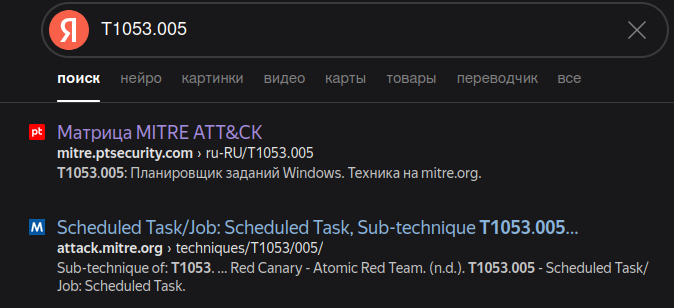 Я T1053.005
поиск нейро картинки видео карты товары переводчик все
pt Матрица MITRE ATT&CK
mitre.ptsecurity.com › ru-RU/T1053.005
T1053.005: Планировщик заданий Windows. Техника на mitre.org.
M Scheduled Task/Job: Scheduled Task, Sub-technique T1053.005...
attack.mitre.org › techniques/T1053/005/
Sub-technique of: T1053. ... Red Canary - Atomic Red Team. (n.d.). T1053.005 - Scheduled Task/
Job: Scheduled Task.